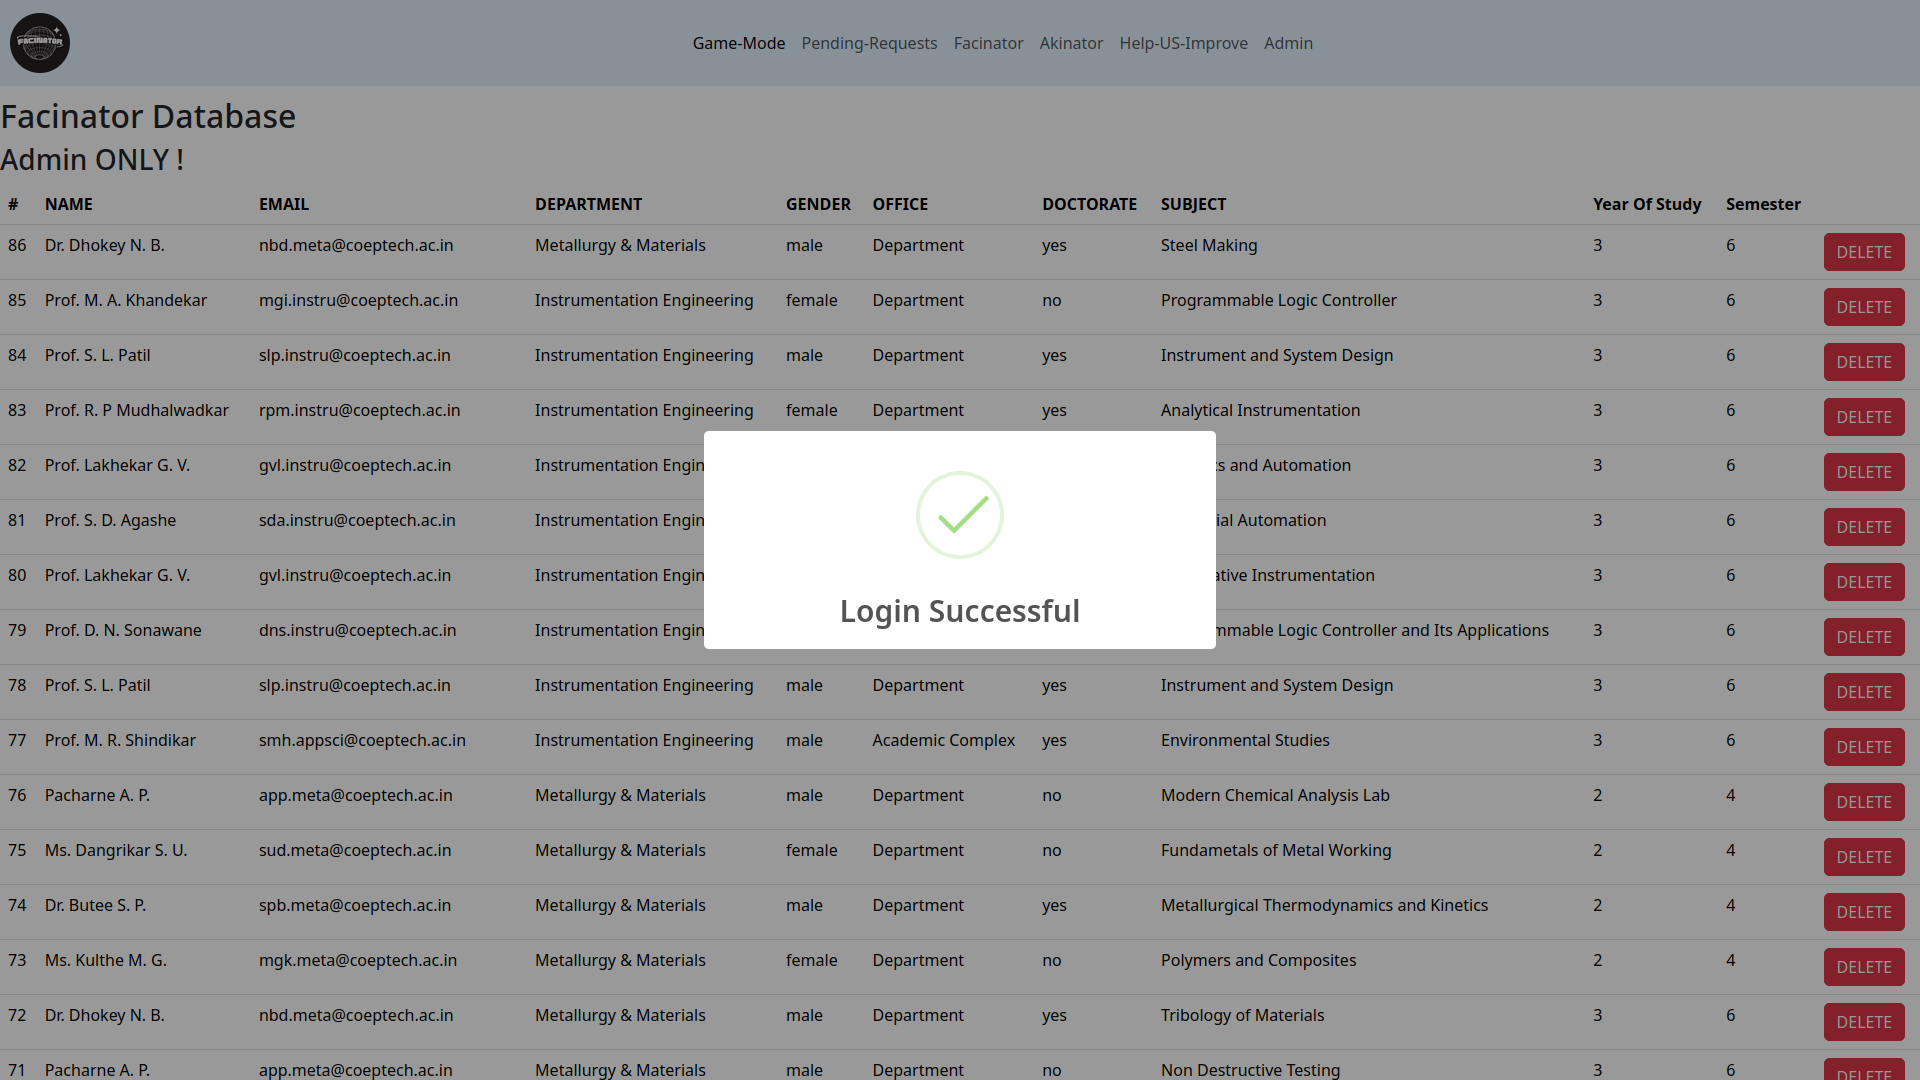 FACINATOR
Game-Mode Pending-Requests Facinator Akinator Help-US-Improve Admin
Facinator Database
Admin ONLY !
# NAME EMAIL DEPARTMENT GENDER OFFICE DOCTORATE SUBJECT Year Of Study Semester
86 Dr. Dhokey N. B. nbd.meta@coeptech.ac.in Metallurgy & Materials male Department yes Steel Making 3 6 DELETE
85 Prof. M. A. Khandekar mgi.instru@coeptech.ac.in Instrumentation Engineering female Department no Programmable Logic Controller 3 6 DELETE
84 Prof. S. L. Patil slp.instru@coeptech.ac.in Instrumentation Engineering male Department yes Instrument and System Design 3 6 DELETE
83 Prof. R. P Mudhalwadkar rpm.instru@coeptech.ac.in Instrumentation Engineering female Department yes Analytical Instrumentation 3 6 DELETE
82 Prof. Lakhekar G. V. gvl.instru@coeptech.ac.in Instrumentation and Automation 3 6 DELETE
81 Prof. S. D. Agashe sda.instru@coeptech.ac.in Instrumentation Automation 3 6 DELETE
80 Prof. Lakhekar G. V. gvl.instru@coeptech.ac.in Instrumentation Instrumentation 3 6 DELETE
79 Prof. D. N. Sonawane dns.instru@coeptech.ac.in Instrumentation Logic Controller and Its Applications 3 6 DELETE
Login Successful
78 Prof. S. L. Patil slp.instru@coeptech.ac.in Instrumentation Engineering male Department yes Instrument and System Design 3 6 DELETE
77 Prof. M. R. Shindikar smh.appsci@coeptech.ac.in Instrumentation Engineering male Academic Complex yes Environmental Studies 3 6 DELETE
76 Pacharne A. P. app.meta@coeptech.ac.in Metallurgy & Materials male Department no Modern Chemical Analysis Lab 2 4 DELETE
75 Ms. Dangrikar S. U. sud.meta@coeptech.ac.in Metallurgy & Materials female Department no Fundametals of Metal Working 2 4 DELETE
74 Dr. Butee S. P. spb.meta@coeptech.ac.in Metallurgy & Materials male Department yes Metallurgical Thermodynamics and Kinetics 2 4 DELETE
73 Ms. Kulthe M. G. mgk.meta@coeptech.ac.in Metallurgy & Materials female Department no Polymers and Composites 2 4 DELETE
72 Dr. Dhokey N. B. nbd.meta@coeptech.ac.in Metallurgy & Materials male Department yes Tribology of Materials 3 6 DELETE
71 Pacharne A. P. app.meta@coeptech.ac.in Metallurgy & Materials male Department no Non Destructive Testing 3 6 DELETE